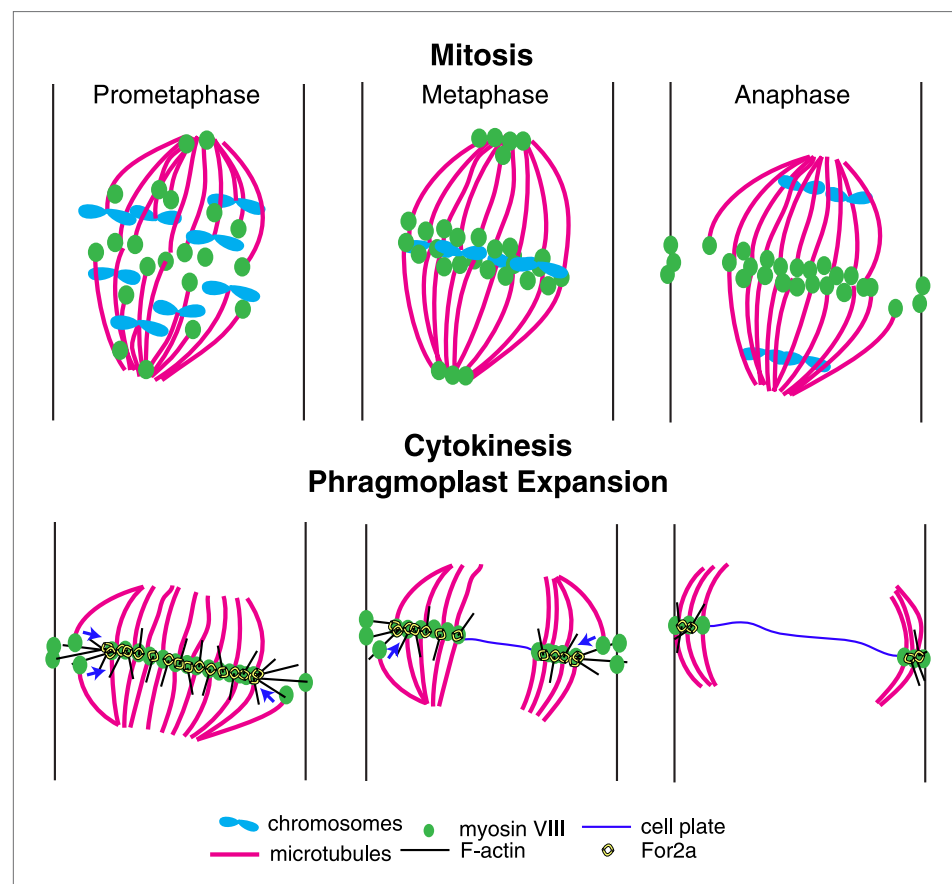 Mitosis
Prometaphase
Metaphase
Anaphase
Cytokinesis
Phragmoplast Expansion
chromosomes
myosin VIII
cell plate
microtubules
F-actin
For2a